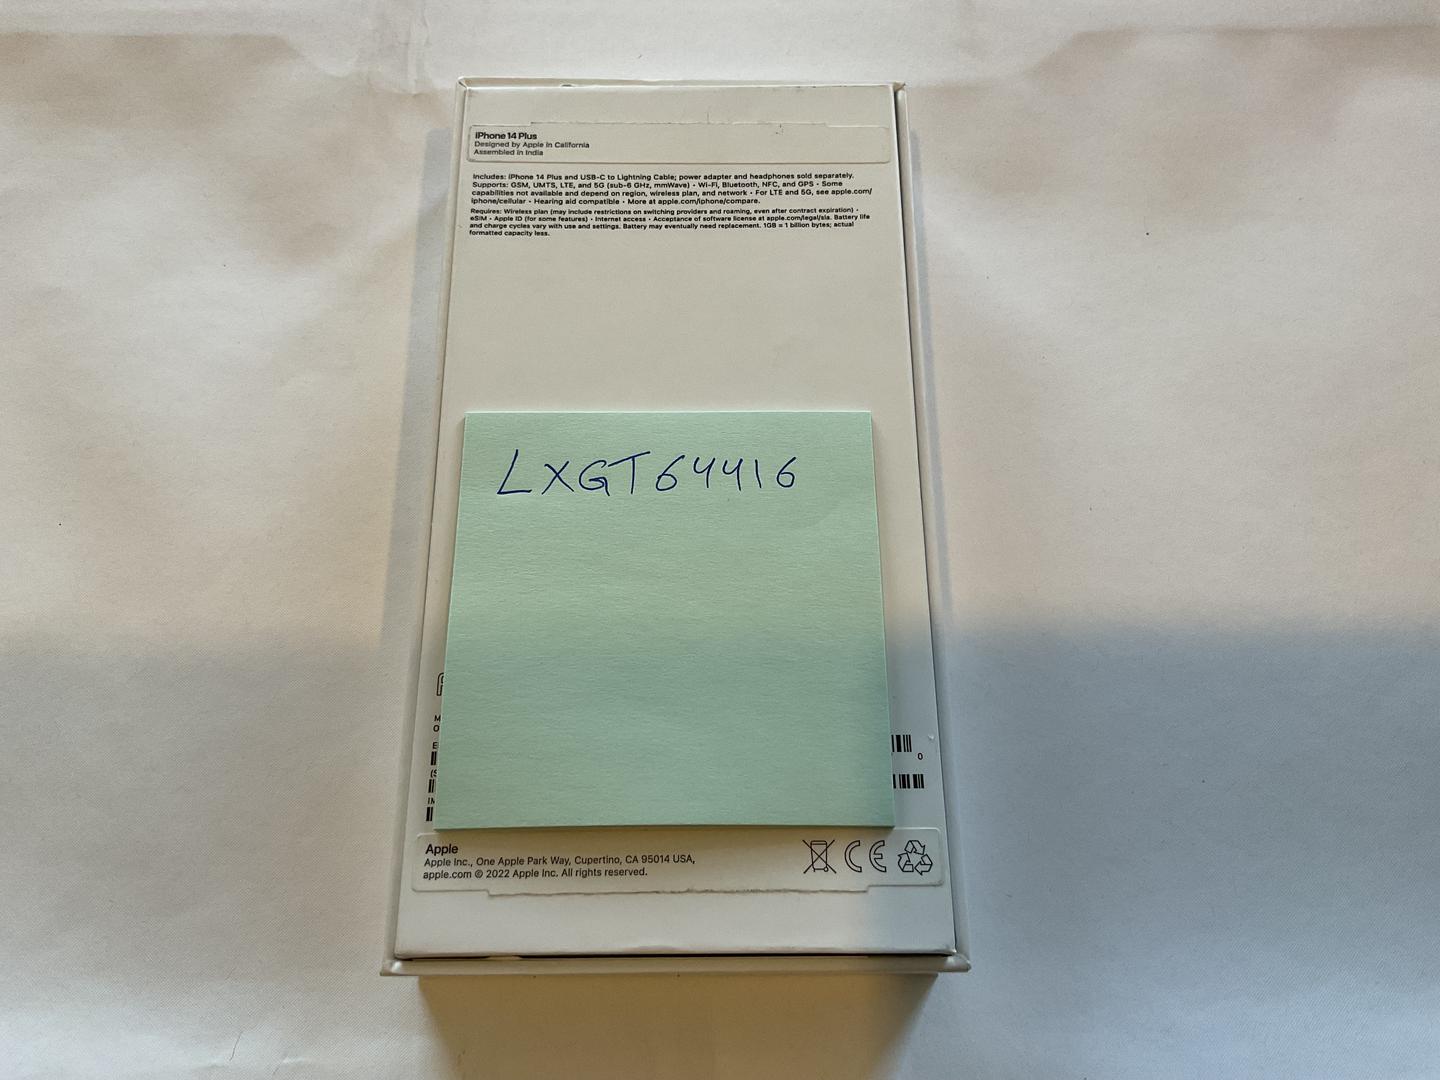 iPhone 14 Plus
Designed by Apple in California
Assembled in India
Includes: iPhone 14 Plus and USB-C to Lightning Cable; power adapter and headphones sold separately.
Supports: GSM, UMTS, LTE, and 5G (sub-6 GHz, mmWave) • Wi-Fi, Bluetooth, NFC, and GPS • Some
capabilities not available and depend on region, wireless plan, and network • For LTE and 5G, see apple.com/
iphone/cellular • Hearing aid compatible • More at apple.com/iphone/compare.
Requires: Wireless plan (may include restrictions on switching providers and roaming, even after contract expiration) •
eSIM • Apple ID (for some features) • Internet access • Acceptance of software license at apple.com/legal/sla. Battery life
and charge cycles vary with use and settings. Battery may eventually need replacement. 1GB = 1 billion bytes; actual
formatted capacity less.
LXGT64416
0
Apple
Apple Inc., One Apple Park Way, Cupertino, CA 95014 USA,
apple.com © 2022 Apple Inc. All rights reserved.
CE